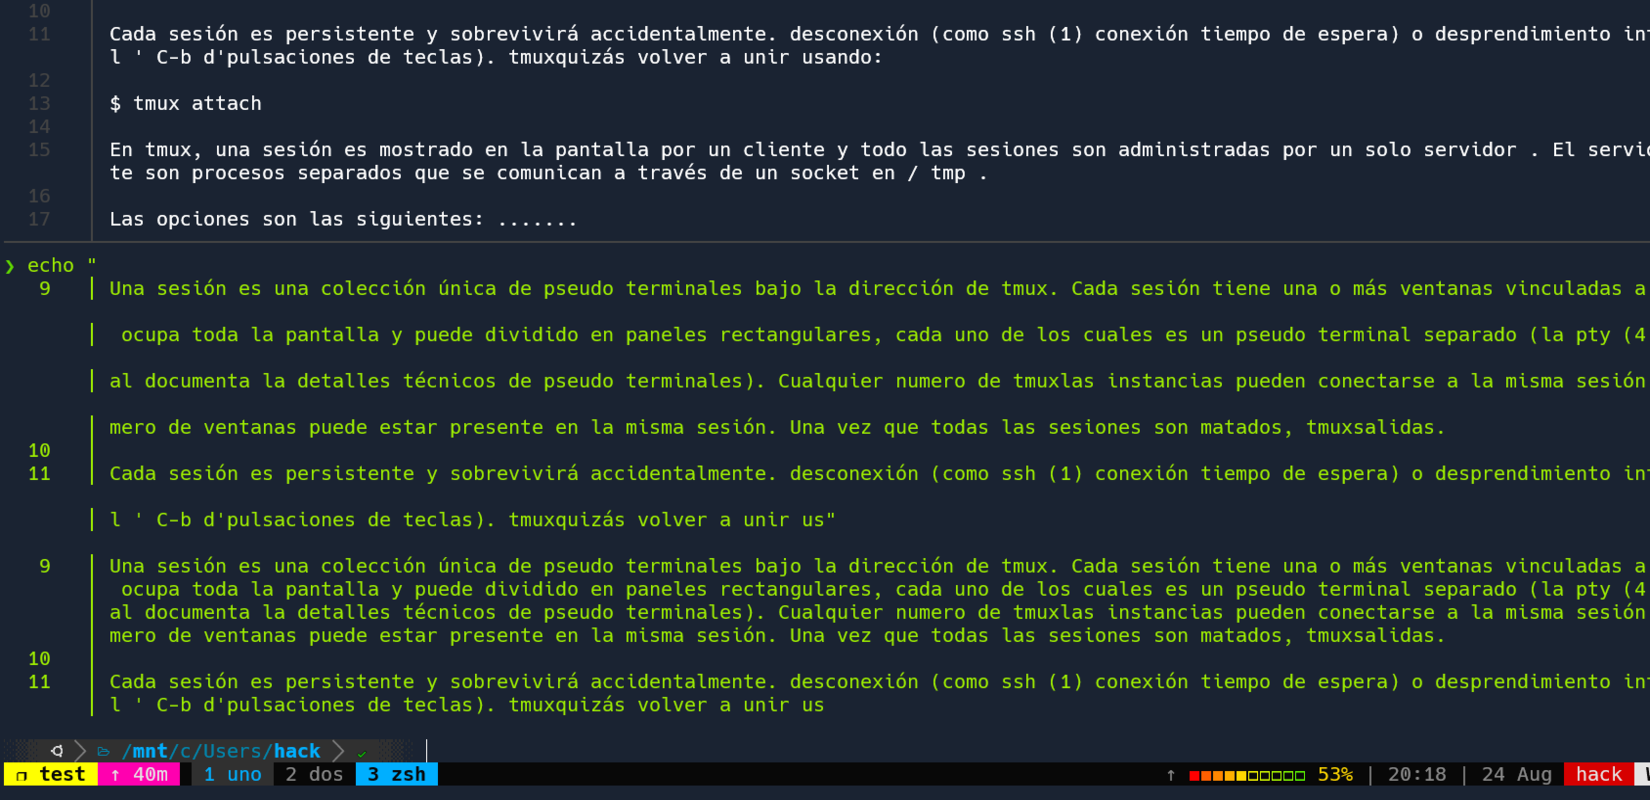 10
11 Cada sesión es persistente y sobrevivirá accidentalmente. desconexión (como ssh (1) conexión tiempo de espera) o desprendimiento
l ' C-b d'pulsaciones de teclas). tmuxquizás volver a unir usando:
12
13 $ tmux attach
14
15 En tmux, una sesión es mostrado en la pantalla por un cliente y todo las sesiones son administradas por un solo servidor . El
te son procesos separados que se comunican a través de un socket en / tmp .
16
17 Las opciones son las siguientes: .......
❯ echo "
9 │ Una sesión es una colección única de pseudo terminales bajo la dirección de tmux. Cada sesión tiene una o más ventanas vinculadas a
│ ocupa toda la pantalla y puede dividido en paneles rectangulares, cada uno de los cuales es un pseudo terminal separado (la pty (4
│ al documenta la detalles técnicos de pseudo terminales). Cualquier numero de tmuxlas instancias pueden conectarse a la misma sesión
│ mero de ventanas puede estar presente en la misma sesión. Una vez que todas las sesiones son matados, tmuxsalidas.
10 │
11 │ Cada sesión es persistente y sobrevivirá accidentalmente. desconexión (como ssh (1) conexión tiempo de espera) o desprendimiento
│ l ' C-b d'pulsaciones de teclas). tmuxquizás volver a unir us"
9 │ Una sesión es una colección única de pseudo terminales bajo la dirección de tmux. Cada sesión tiene una o más ventanas vinculadas a
│ ocupa toda la pantalla y puede dividido en paneles rectangulares, cada uno de los cuales es un pseudo terminal separado (la pty (4
│ al documenta la detalles técnicos de pseudo terminales). Cualquier numero de tmuxlas instancias pueden conectarse a la misma sesión
│ mero de ventanas puede estar presente en la misma sesión. Una vez que todas las sesiones son matados, tmuxsalidas.
10 │
11 │ Cada sesión es persistente y sobrevivirá accidentalmente. desconexión (como ssh (1) conexión tiempo de espera) o desprendimiento
│ l ' C-b d'pulsaciones de teclas). tmuxquizás volver a unir us
/mnt/c/Users/hack ✓
❐ test ↑ 40m 1 uno 2 dos 3 zsh ↑ 53% | 20:18 | 24 Aug hack